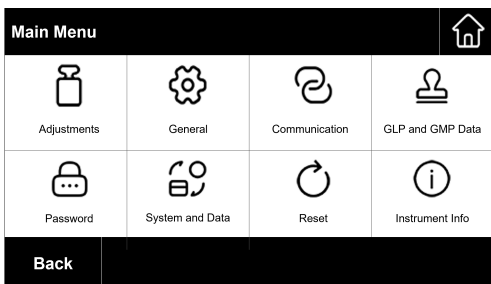 Main Menu
Adjustments
General
Communication
GLP and GMP Data
Password
System and Data
Reset
Instrument Info
Back